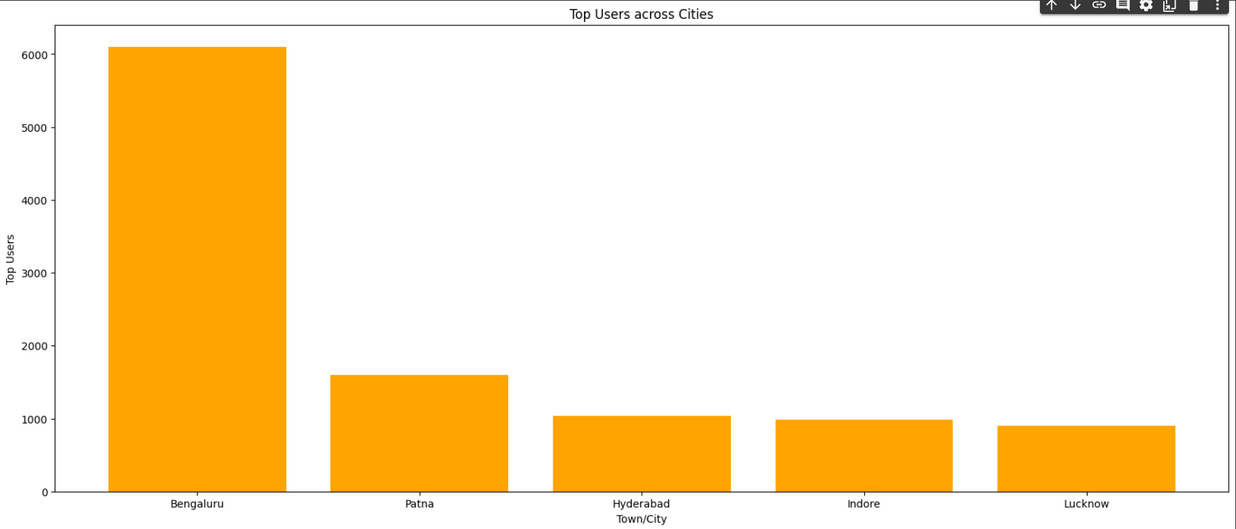 Top Users across Cities
6000
5000
4000
3000
2000
1000
0
Top Users
Bengaluru
Patna
Hyderabad
Indore
Lucknow
Town/City